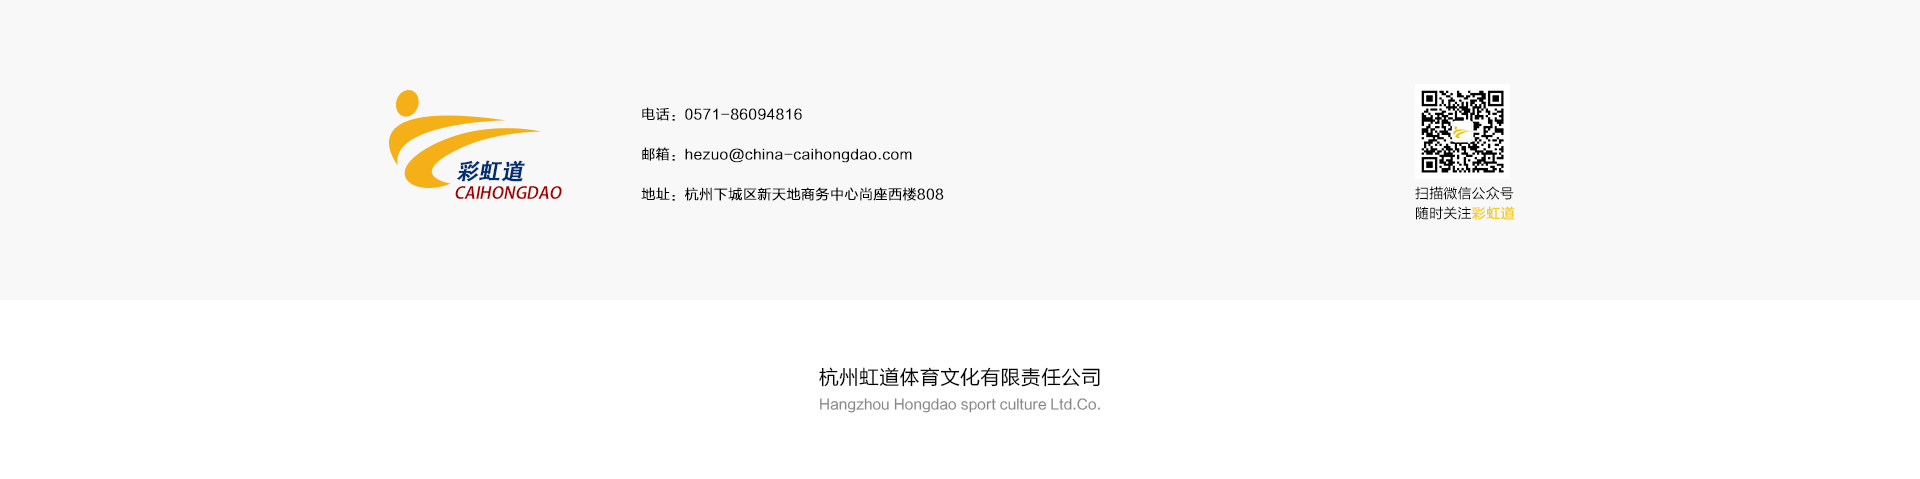 彩虹道
CAIHONGDAO
电话：0571-86094816
邮箱：hezuo@china-caihongdao.com
地址：杭州下城区新天地商务中心尚座西楼808
扫描微信公众号
随时关注彩虹道
杭州虹道体育文化有限责任公司
Hangzhou Hongdao sport culture Ltd.Co.